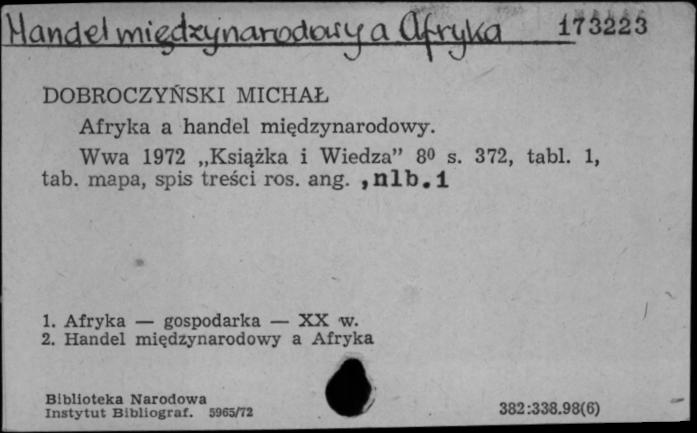 Handel międzynarodowy a Afryka 173223
DOBROCZYŃSKI MICHAŁ
Afryka a handel międzynarodowy.
Wwa 1972 „Książka i Wiedza” 8⁰ s. 372, tabl. 1,
tab. mapa, spis treści ros. ang. , nlb. 1
1. Afryka — gospodarka — XX w.
2. Handel międzynarodowy a Afryka
Biblioteka Narodowa
Instytut Bibliograf. 5965/72
382:338.98(6)